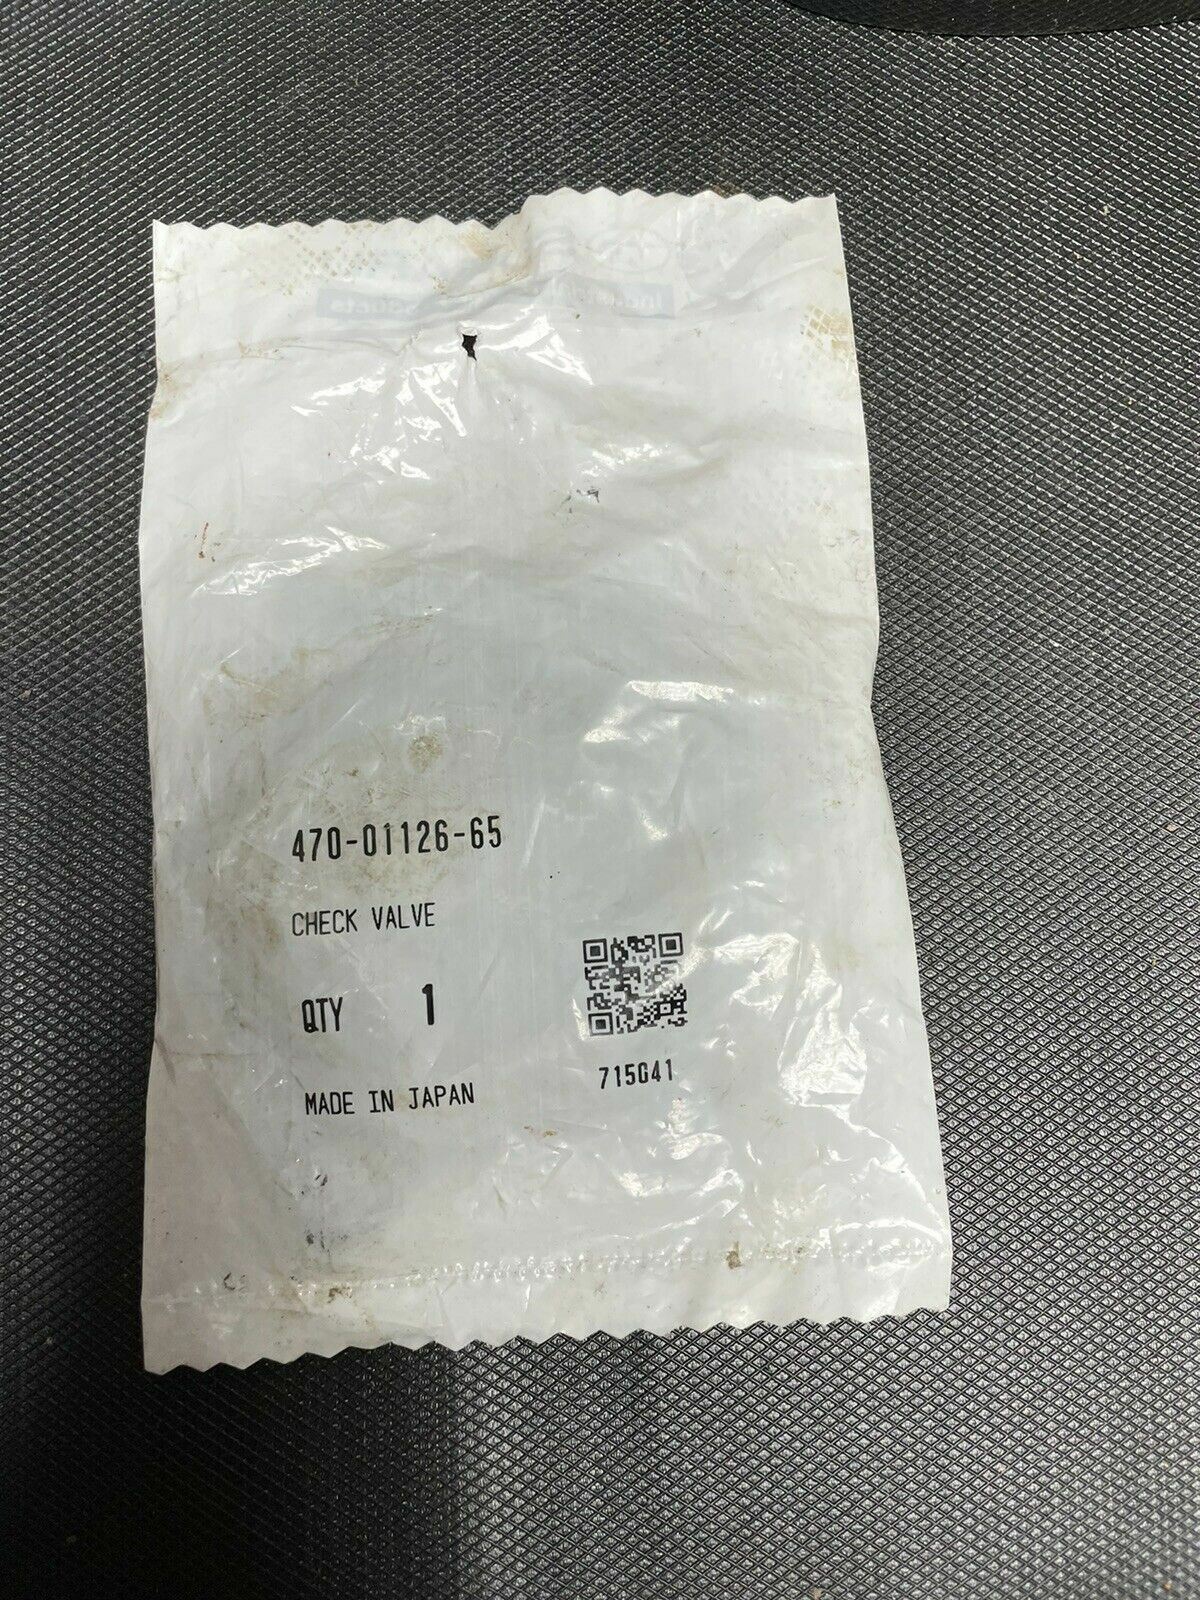 470-01126-65
CHECK VALVE
QTY 1
MADE IN JAPAN
715G41